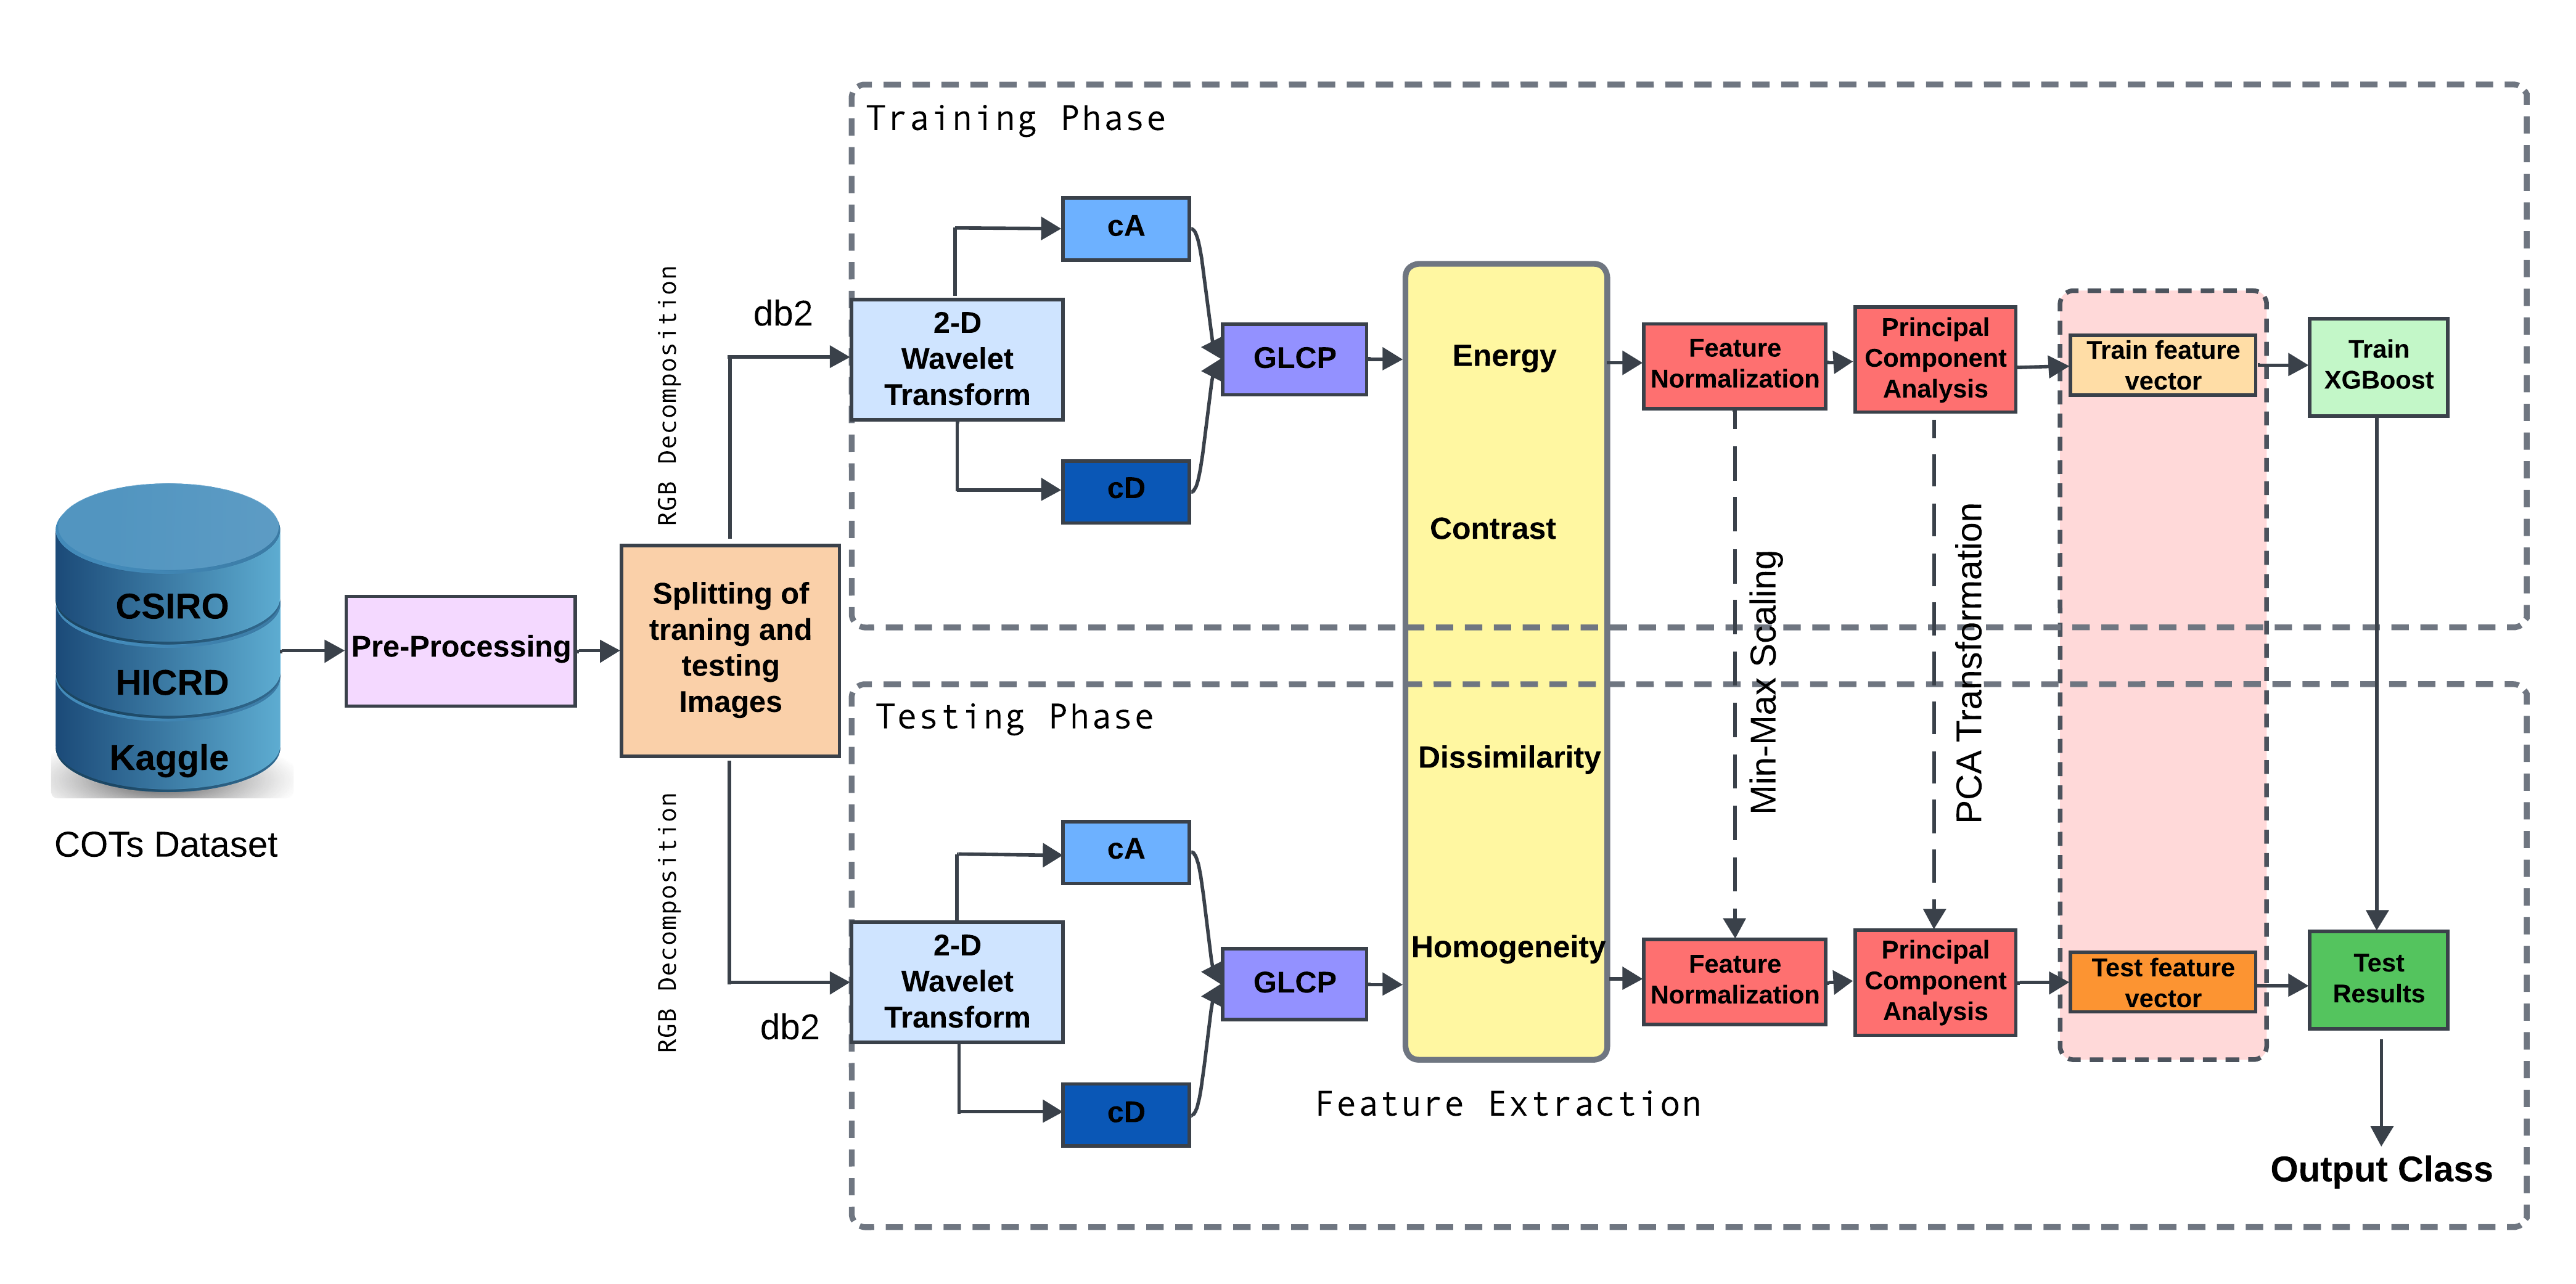 Training Phase
cA
RGB Decomposition
db2
2-D
Wavelet
Transform
GLCP
cD
Energy
Contrast
Dissimilarity
Homogeneity
Feature
Normalization
Principal
Component
Analysis
Train feature
vector
Train
XGBoost
CSIRO
HICRD
Kaggle
COTs Dataset
Pre-Processing
Splitting of
traning and
testing
Images
Min-Max Scaling
PCA Transformation
Testing Phase
RGB Decomposition
db2
cA
2-D
Wavelet
Transform
GLCP
cD
Feature Extraction
Feature
Normalization
Principal
Component
Analysis
Test feature
vector
Test
Results
Output Class